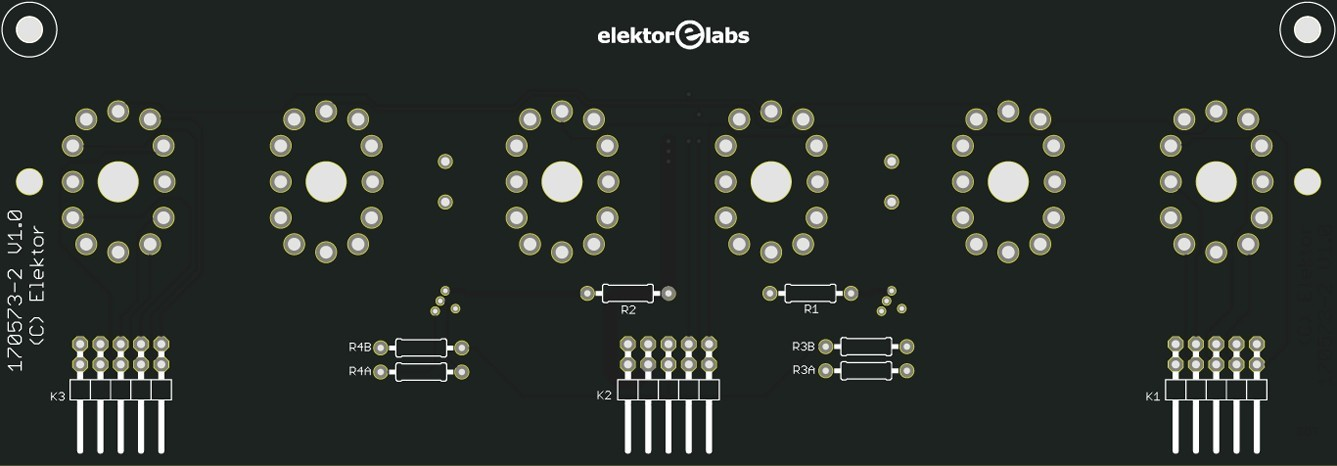 elektor e labs
170573-2 V1.0
(C) Elektor
R2
R1
R4B
R3B
R4A
R3A
K3
K2
K1